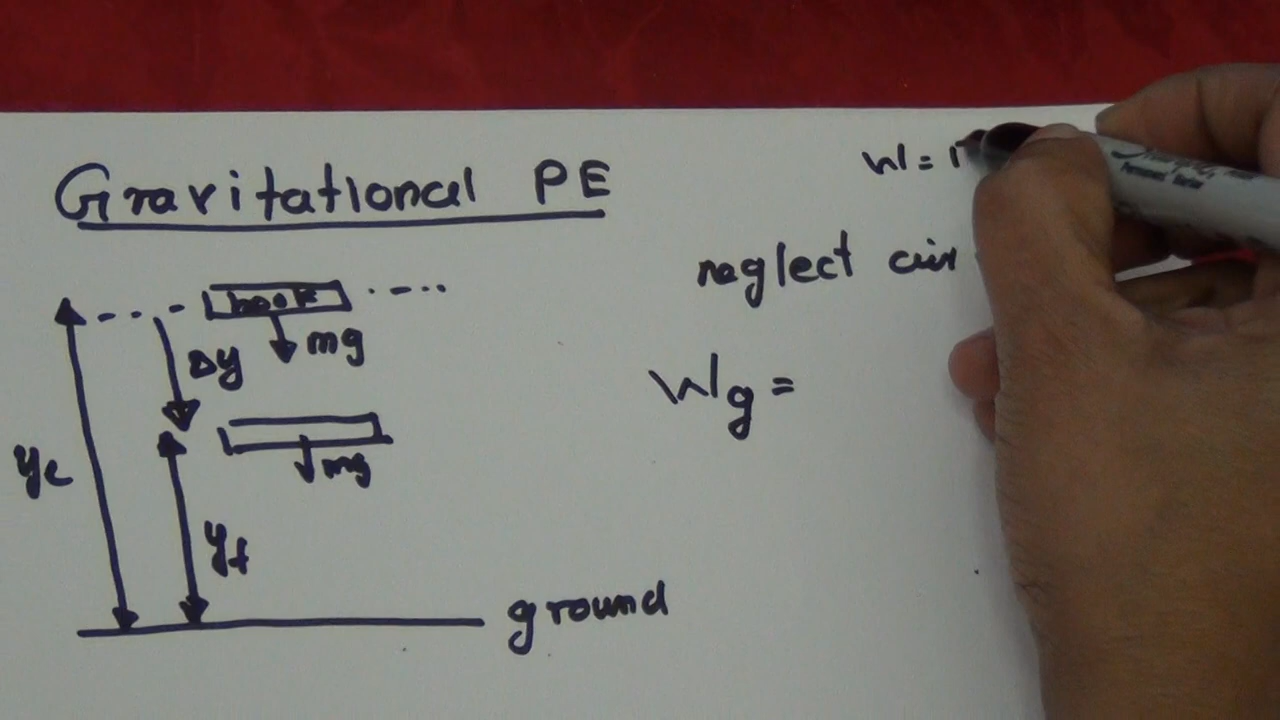 Gravitational PE
W =
neglect air
book
mg
Δy
Wg =
mg
yi
yf
ground